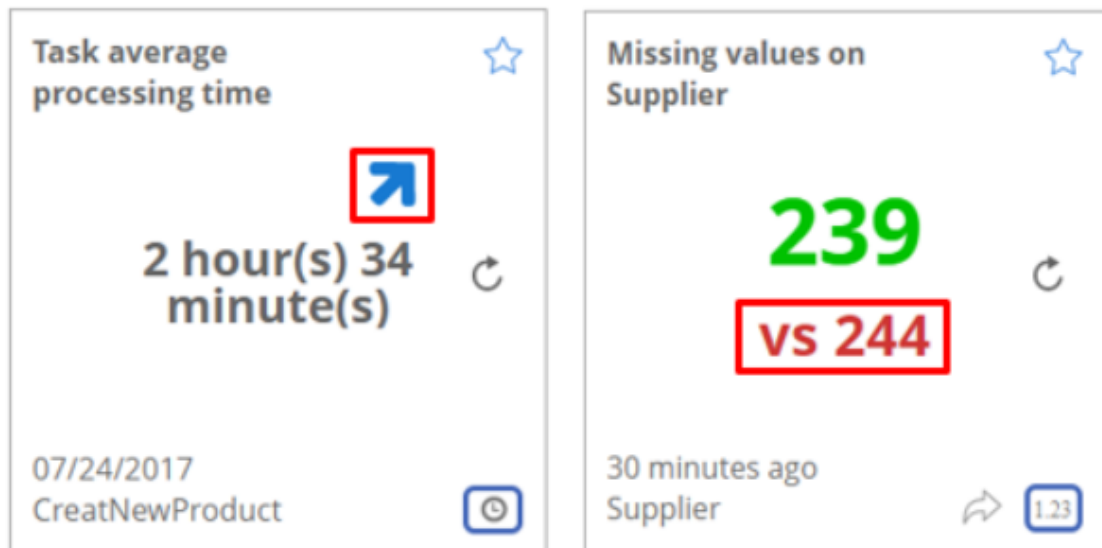 Task average
processing time
2 hour(s) 34
minute(s)
07/24/2017
CreatNewProduct
Missing values on
Supplier
239
vs 244
30 minutes ago
Supplier
1.23